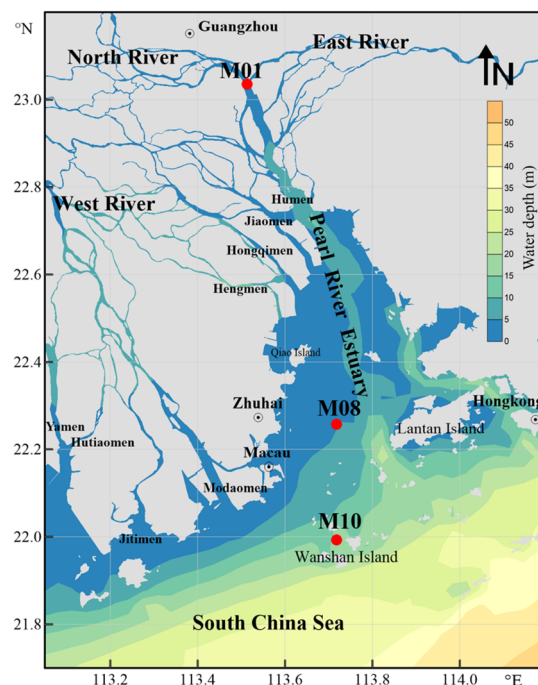 °N
Guangzhou
North River
East River
M01
N
23.0
50
45
40
35
30
25
20
15
10
5
0
Water depth (m)
22.8
West River
Humen
Jiaomen
Hongqimen
Hengmen
Pearl River Estuary
22.6
22.4
Qiao Island
Zhuhai
M08
Hongkong
Lantan Island
Yamen
Hutiaomen
22.2
Macau
Modaomen
M10
22.0
Jitimen
Wanshan Island
South China Sea
21.8
113.2
113.4
113.6
113.8
114.0
°E